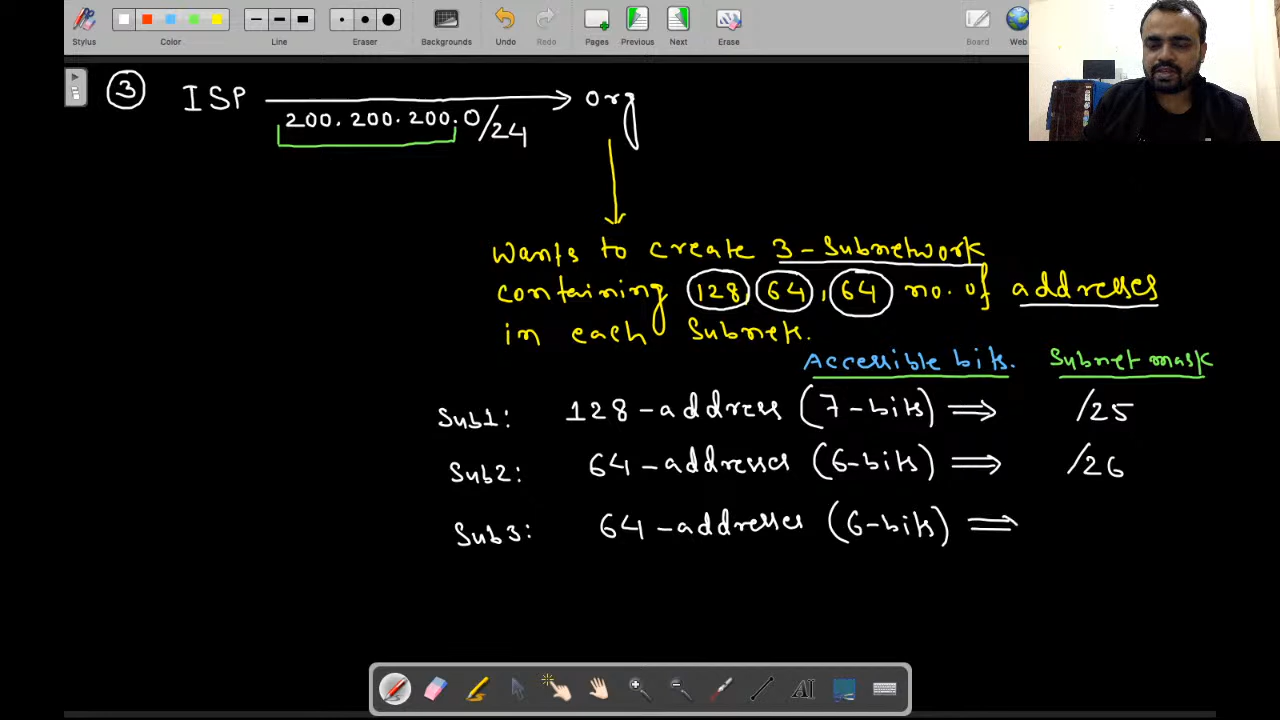 Stylus Color Line Eraser Backgrounds Undo Redo Pages Previous Next Erase Board Web
3 ISP 200.200.200.0/24 Org
Wants to create 3-Subnetwork
containing 128, 64, 64 no. of addresses
in each Subnet.
Accessible bits. Subnet mask
Sub1: 128-address (7-bits) ⇒ /25
Sub2: 64-addresses (6-bits) ⇒ /26
Sub3: 64-addresses (6-bits) ⇒